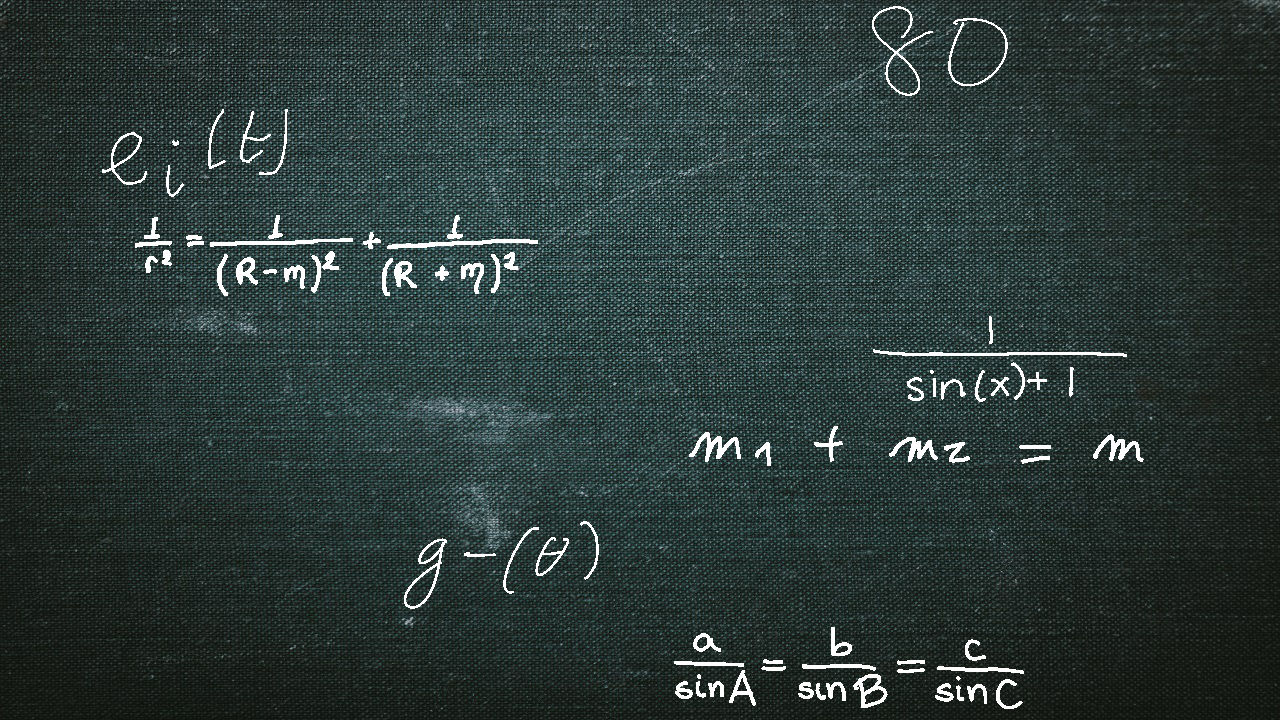 80
e_i(t)
\frac{1}{r^2} = \frac{1}{(R-m)^2} + \frac{1}{(R+m)^2}
\frac{1}{\sin(x)+1}
m_1 + m_2 = m
g-(θ)
\frac{a}{\sin A} = \frac{b}{\sin B} = \frac{c}{\sin C}